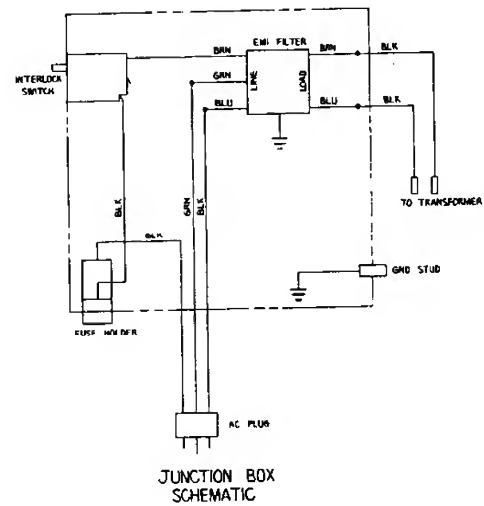 BRN
EMI FILTER
BRN
BLK
INTERLOCK
SWITCH
GRN
LINE
LOAD
BLU
BLU
BLK
BLK
GRN
BLK
TO TRANSFORMER
BLK
GND STUD
FUSE HOLDER
AC PLUG
JUNCTION BOX
SCHEMATIC